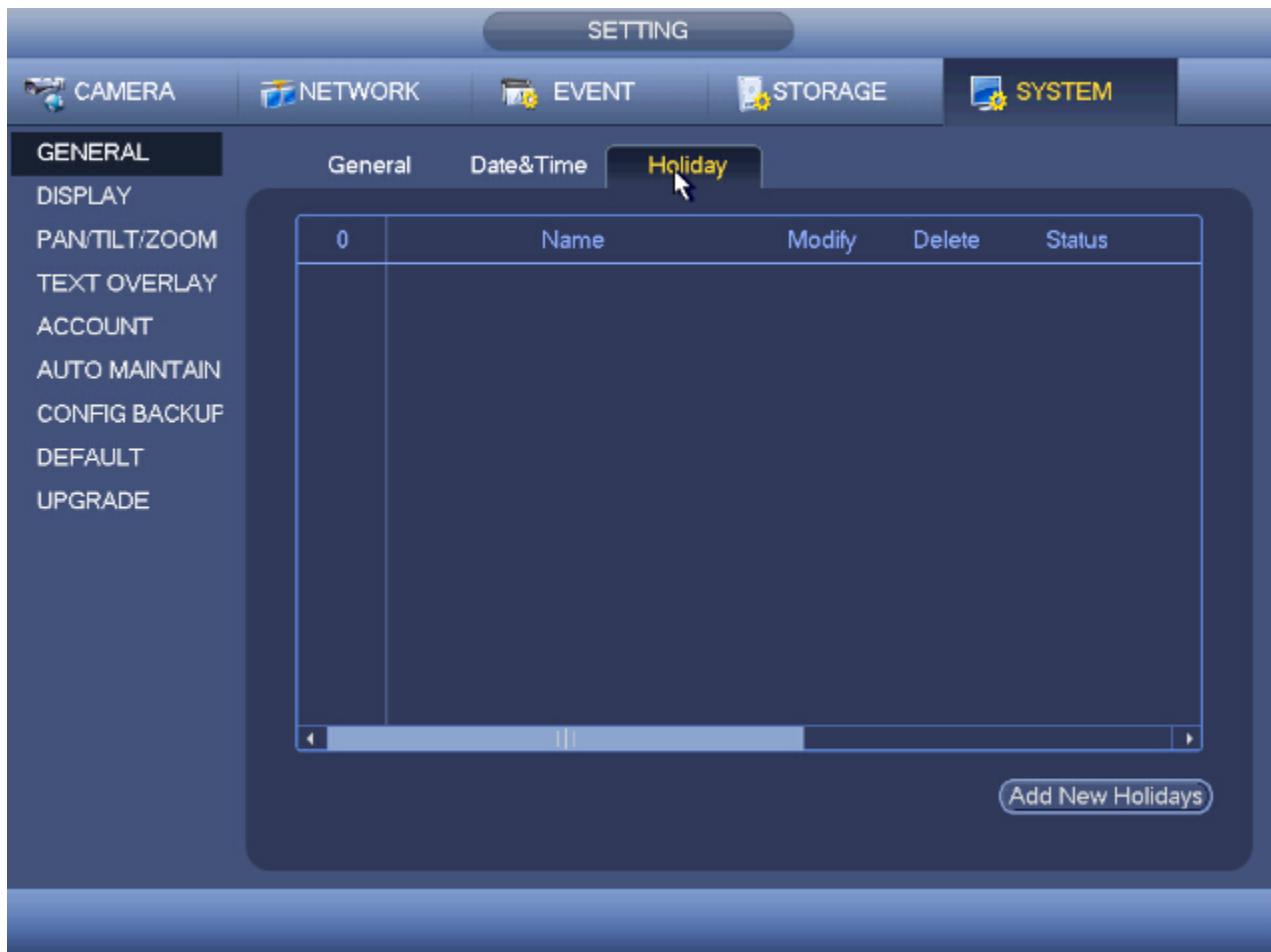 SETTING
CAMERA NETWORK EVENT STORAGE SYSTEM
GENERAL
DISPLAY
PAN/TILT/ZOOM
TEXT OVERLAY
ACCOUNT
AUTO MAINTAIN
CONFIG BACKUP
DEFAULT
UPGRADE
General Date&Time Holiday
0 Name Modify Delete Status
Add New Holidays